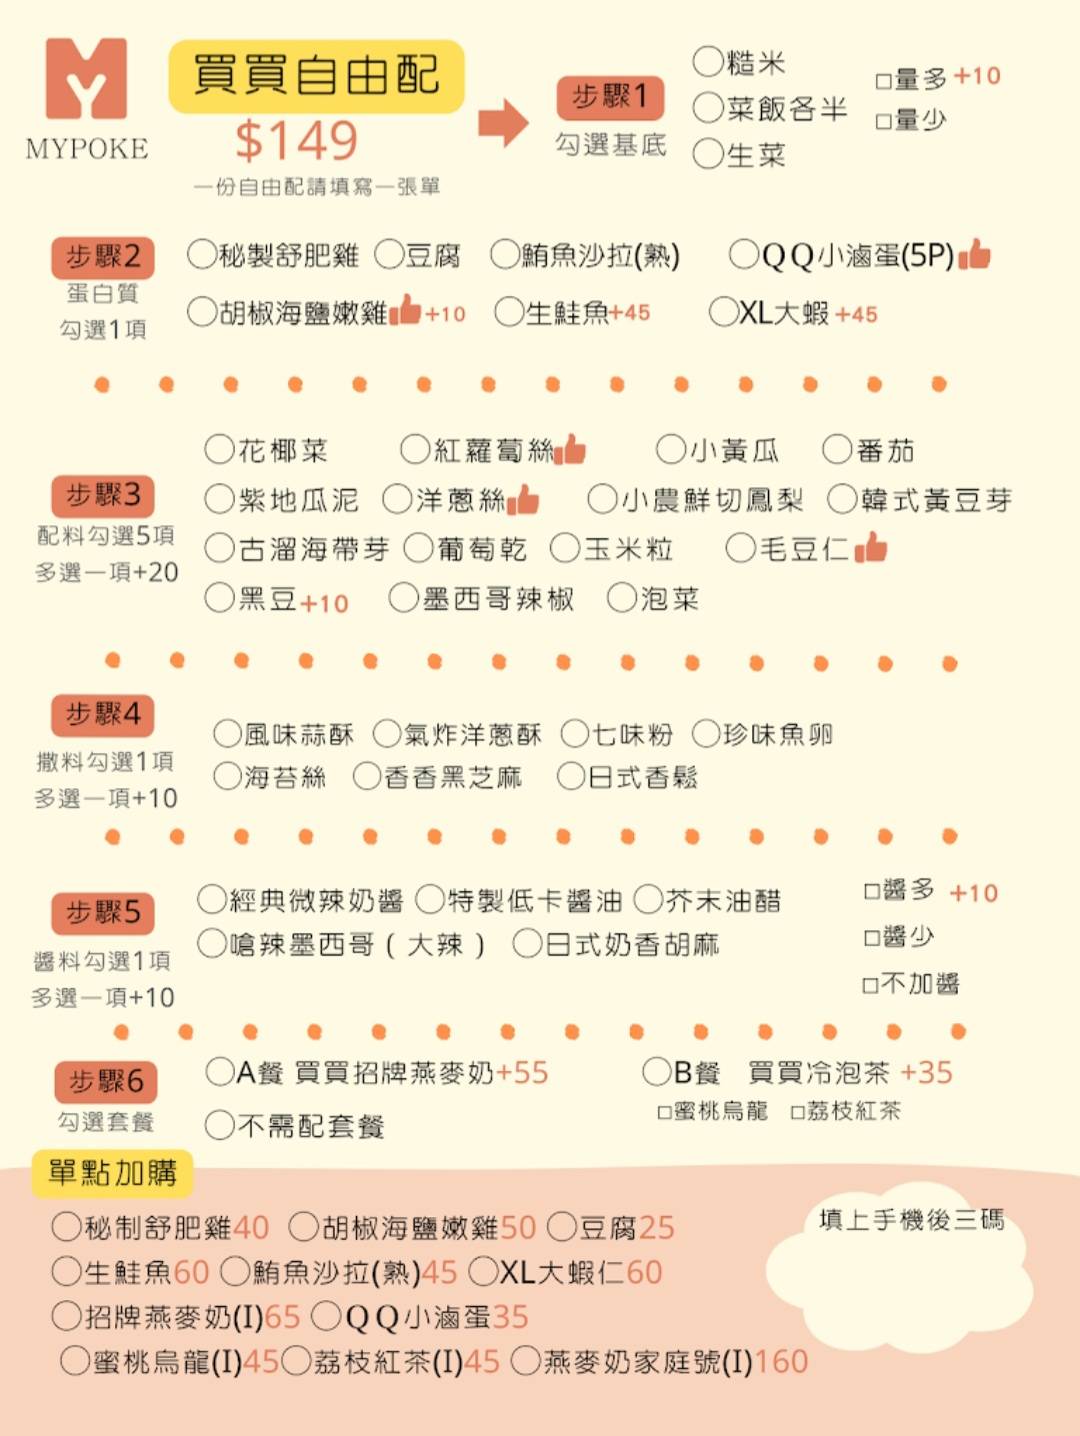 MY
MYPOKE
買買自由配
$149
一份自由配請填寫一張單
步驟1
勾選基底
○糙米
○菜飯各半
○生菜
□量多+10
□量少
步驟2
蛋白質
勾選1項
○秘製舒肥雞 ○豆腐 ○鮪魚沙拉(熟) ○QQ小滷蛋(5P)
○胡椒海鹽嫩雞+10 ○生鮭魚+45 ○XL大蝦+45
步驟3
配料勾選5項
多選一項+20
○花椰菜 ○紅蘿蔔絲 ○小黃瓜 ○番茄
○紫地瓜泥 ○洋蔥絲 ○小農鮮切鳳梨 ○韓式黃豆芽
○古溜海帶芽 ○葡萄乾 ○玉米粒 ○毛豆仁
○黑豆+10 ○墨西哥辣椒 ○泡菜
步驟4
撒料勾選1項
多選一項+10
○風味蒜酥 ○氣炸洋蔥酥 ○七味粉 ○珍味魚卵
○海苔絲 ○香香黑芝麻 ○日式香鬆
步驟5
醬料勾選1項
多選一項+10
○經典微辣奶醬 ○特製低卡醬油 ○芥末油醋
○嗆辣墨西哥(大辣) ○日式奶香胡麻
□醬多 +10
□醬少
□不加醬
步驟6
勾選套餐
○A餐 買買招牌燕麥奶+55
○不需配套餐
○B餐 買買冷泡茶 +35
□蜜桃烏龍 □荔枝紅茶
單點加購
○秘制舒肥雞40 ○胡椒海鹽嫩雞50 ○豆腐25
○生鮭魚60 ○鮪魚沙拉(熟)45 ○XL大蝦仁60
○招牌燕麥奶(I)65 ○QQ小滷蛋35
○蜜桃烏龍(I)45○荔枝紅茶(I)45 ○燕麥奶家庭號(I)160
填上手機後三碼